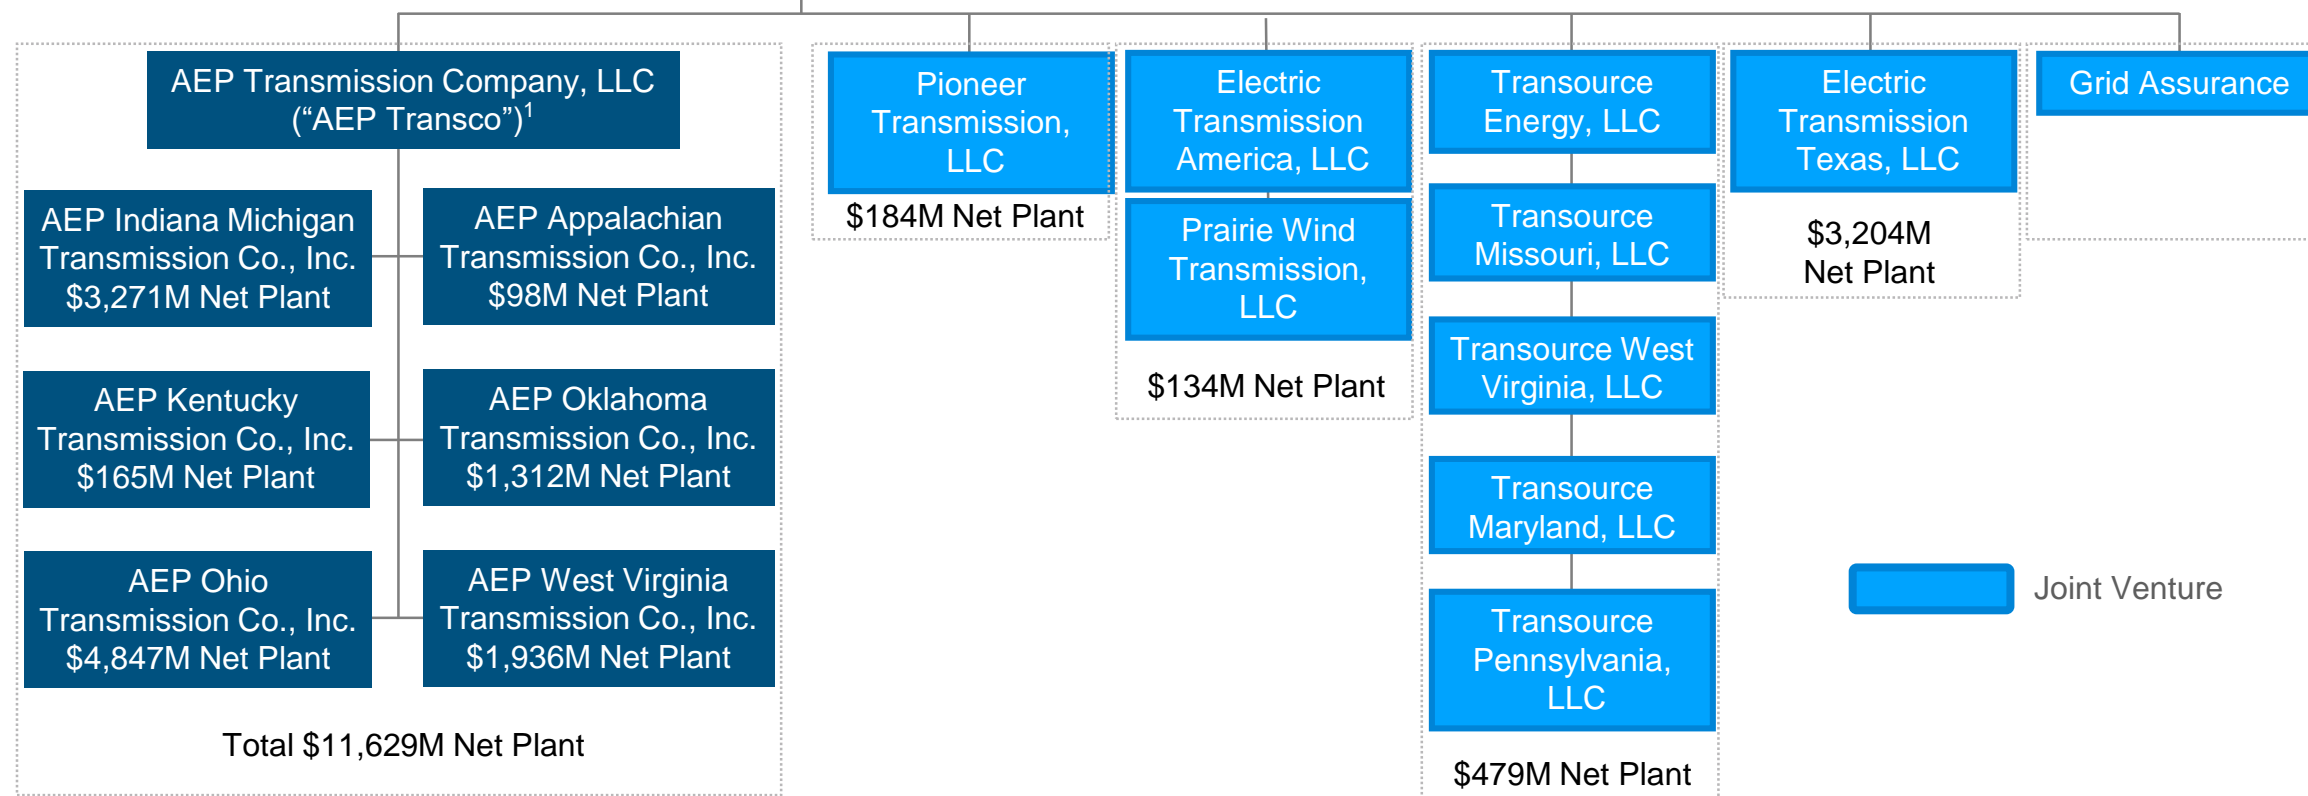 AEP Transmission Company, LLC
(“AEP Transco”)1
AEP Indiana Michigan
Transmission Co., Inc.
$3,271M Net Plant
AEP Appalachian
Transmission Co., Inc.
$98M Net Plant
AEP Kentucky
Transmission Co., Inc.
$165M Net Plant
AEP Oklahoma
Transmission Co., Inc.
$1,312M Net Plant
AEP Ohio
Transmission Co., Inc.
$4,847M Net Plant
AEP West Virginia
Transmission Co., Inc.
$1,936M Net Plant
Total $11,629M Net Plant
Pioneer
Transmission,
LLC
$184M Net Plant
Electric
Transmission
America, LLC
Prairie Wind
Transmission,
LLC
$134M Net Plant
Transource
Energy, LLC
Transource
Missouri, LLC
Transource West
Virginia, LLC
Transource
Maryland, LLC
Transource
Pennsylvania,
LLC
$479M Net Plant
Electric
Transmission
Texas, LLC
$3,204M
Net Plant
Grid Assurance
Joint Venture